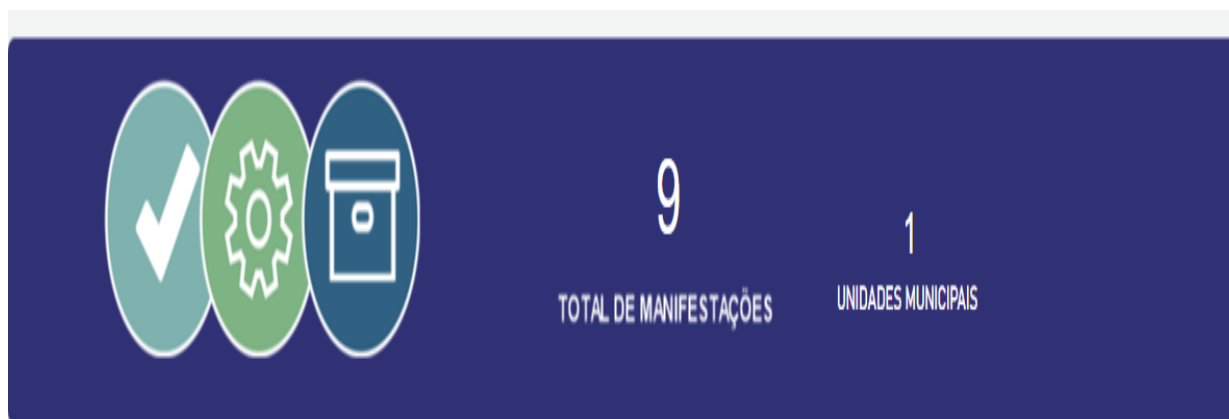 9
TOTAL DE MANIFESTAÇÕES
1
UNIDADES MUNICIPAIS